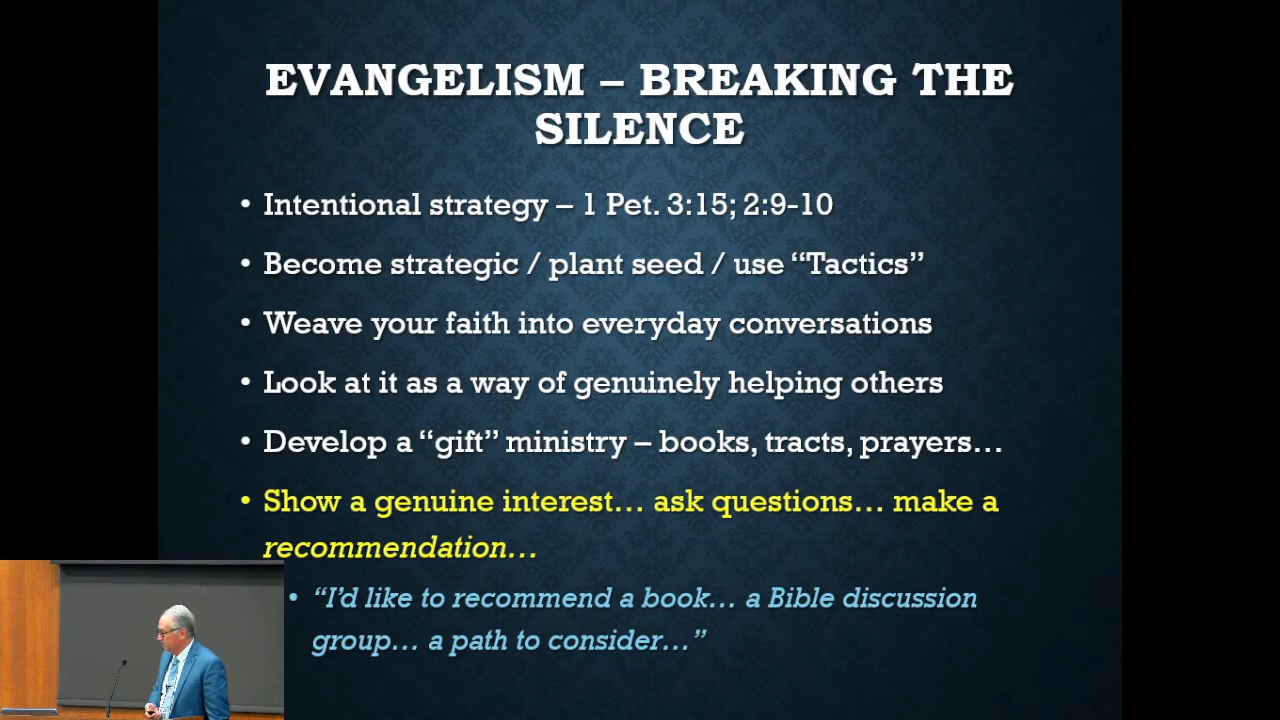 EVANGELISM – BREAKING THE
SILENCE
• Intentional strategy – 1 Pet. 3:15; 2:9-10
• Become strategic / plant seed / use “Tactics”
• Weave your faith into everyday conversations
• Look at it as a way of genuinely helping others
• Develop a “gift” ministry – books, tracts, prayers…
• Show a genuine interest… ask questions… make a
recommendation…
• “I’d like to recommend a book… a Bible discussion
group… a path to consider…”